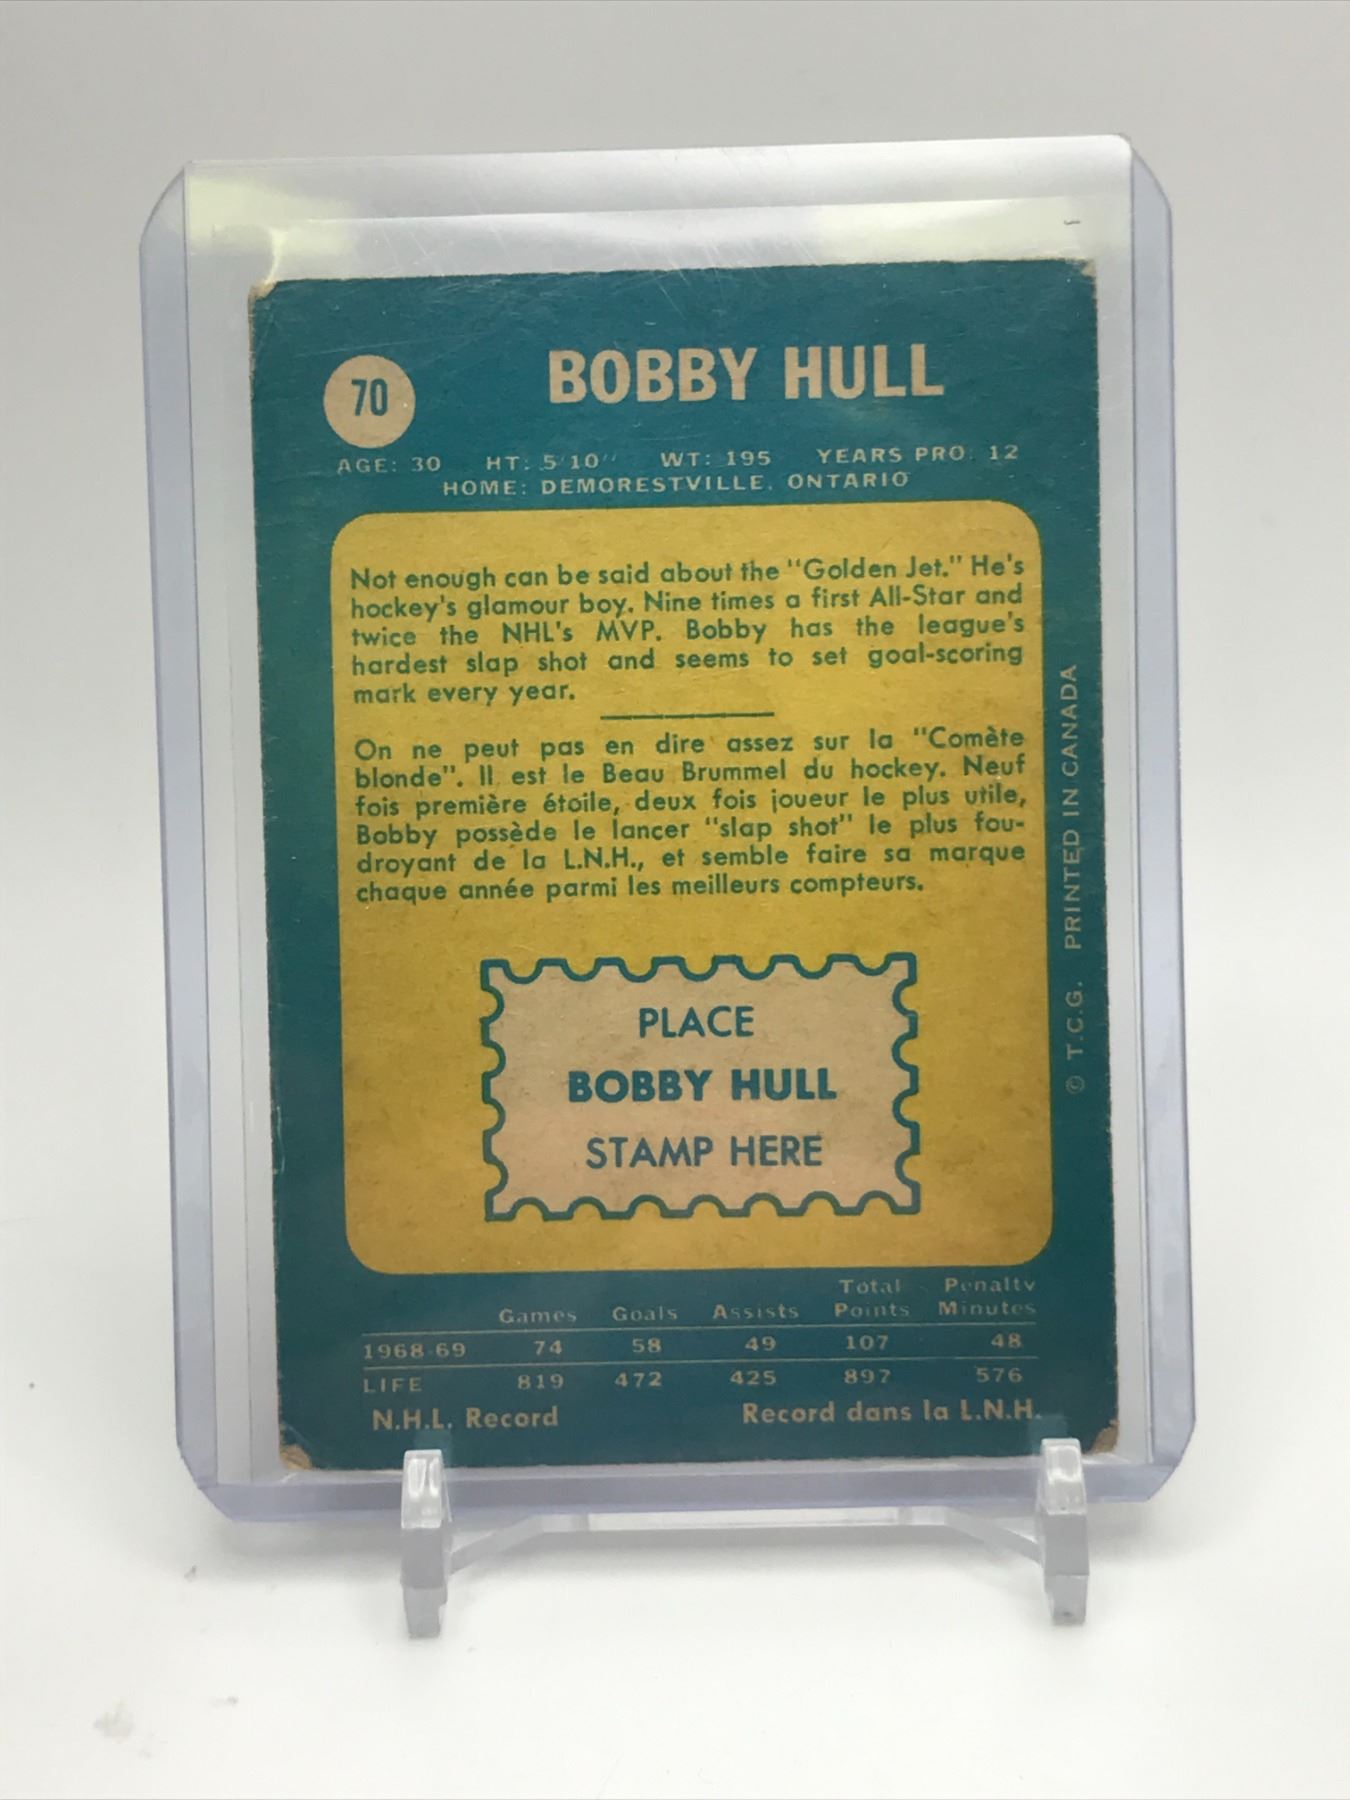 70
BOBBY HULL
AGE: 30 HT: 5'10'' WT: 195 YEARS PRO: 12
HOME: DEMORESTVILLE, ONTARIO
Not enough can be said about the "Golden Jet." He's
hockey's glamour boy. Nine times a first All-Star and
twice the NHL's MVP. Bobby has the league's
hardest slap shot and seems to set goal-scoring
mark every year.
On ne peut pas en dire assez sur la "Comète
blonde". Il est le Beau Brummel du hockey. Neuf
fois première étoile, deux fois joueur le plus utile,
Bobby possède le lancer "slap shot" le plus fou-
droyant de la L.N.H., et semble faire sa marque
chaque année parmi les meilleurs compteurs.
PLACE
BOBBY HULL
STAMP HERE
© T.C.G. PRINTED IN CANADA
Total Penalty
Games Goals Assists Points Minutes
1968-69 74 58 49 107 48
LIFE 819 472 425 897 576
N.H.L. Record Record dans la L.N.H.